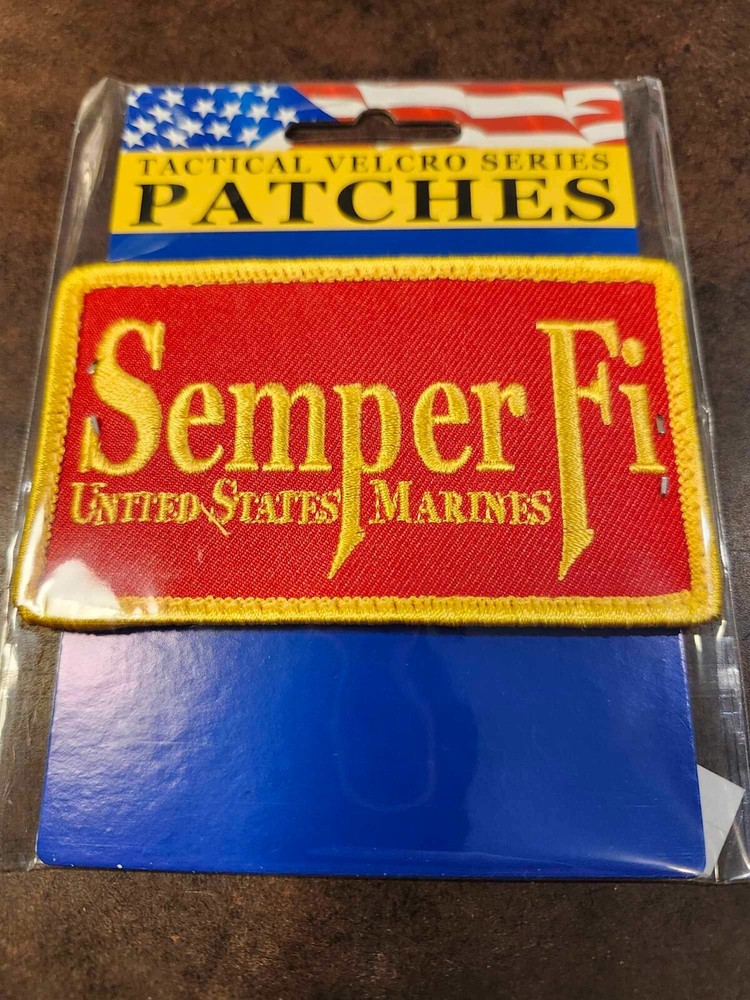 TACTICAL VELCRO SERIES
PATCHES
Semper Fi
UNITED STATES MARINES